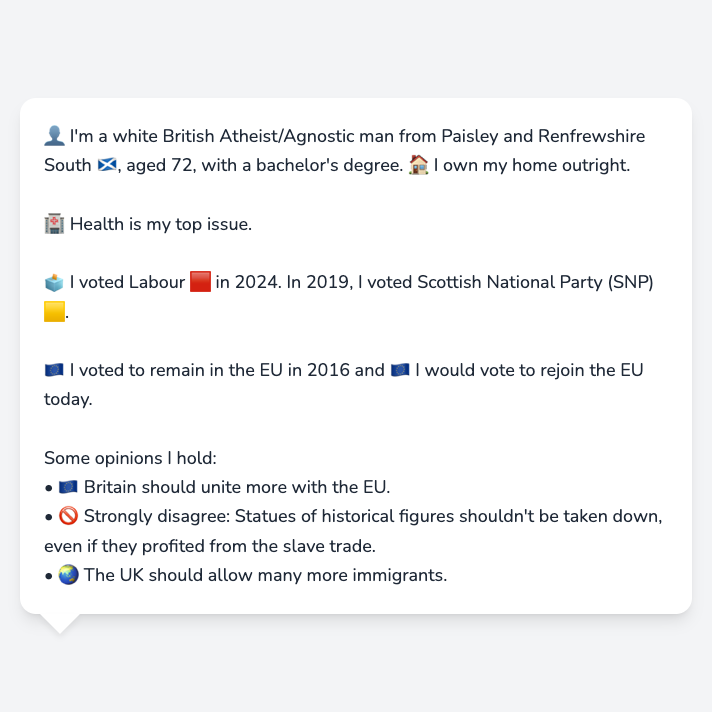 👤 I'm a white British Atheist/Agnostic man from Paisley and Renfrewshire
South 🏴󠁧󠁢󠁳󠁣󠁴󠁿, aged 72, with a bachelor's degree. 🏠 I own my home outright.
🏥 Health is my top issue.
🗳️ I voted Labour 🟥 in 2024. In 2019, I voted Scottish National Party (SNP)
🟨.
🇪🇺 I voted to remain in the EU in 2016 and 🇪🇺 I would vote to rejoin the EU
today.
Some opinions I hold:
• 🇪🇺 Britain should unite more with the EU.
• 🚫 Strongly disagree: Statues of historical figures shouldn't be taken down,
even if they profited from the slave trade.
• 🌏 The UK should allow many more immigrants.